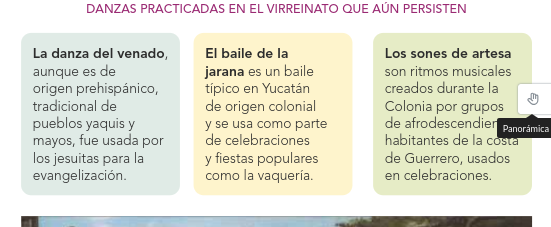 DANZAS PRACTICADAS EN EL VIRREINATO QUE AÚN PERSISTEN
La danza del venado,
aunque es de
origen prehispánico,
tradicional de
pueblos yaquis y
mayos, fue usada por
los jesuitas para la
evangelización.
El baile de la
jarana es un baile
típico en Yucatán
de origen colonial
y se usa como parte
de celebraciones
y fiestas populares
como la vaquería.
Los sones de artesa
son ritmos musicales
creados durante la
Colonia por grupos
de afrodescendien
habitantes de la costa
de Guerrero, usados
en celebraciones.
Panorámica